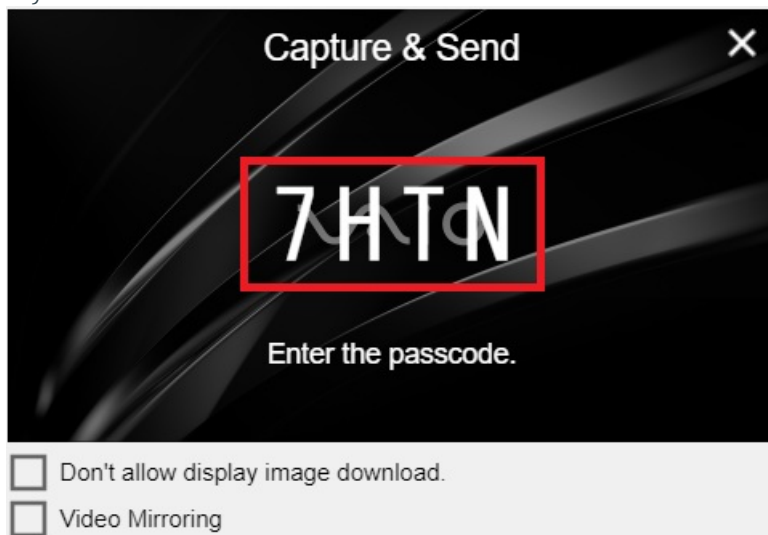 Capture & Send
7HTN
Enter the passcode.
Don't allow display image download.
Video Mirroring